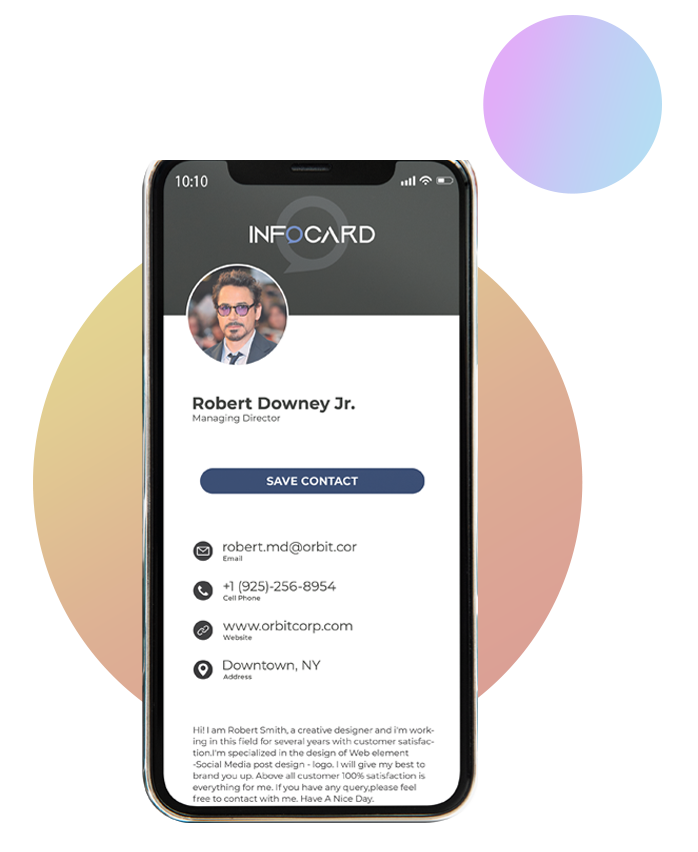 10:10
INFOCARD
Robert Downey Jr.
Managing Director
SAVE CONTACT
robert.md@orbit.cor
Email
+1 (925)-256-8954
Cell Phone
www.orbitcorp.com
Website
Downtown, NY
Address
Hi! I am Robert Smith, a creative designer and i'm work-
ing in this field for several years with customer satisfac-
tion.I'm specialized in the design of Web element
-Social Media post design - logo. I will give my best to
brand you up. Above all customer 100% satisfaction is
everything for me. If you have any query,please feel
free to contact with me. Have A Nice Day.